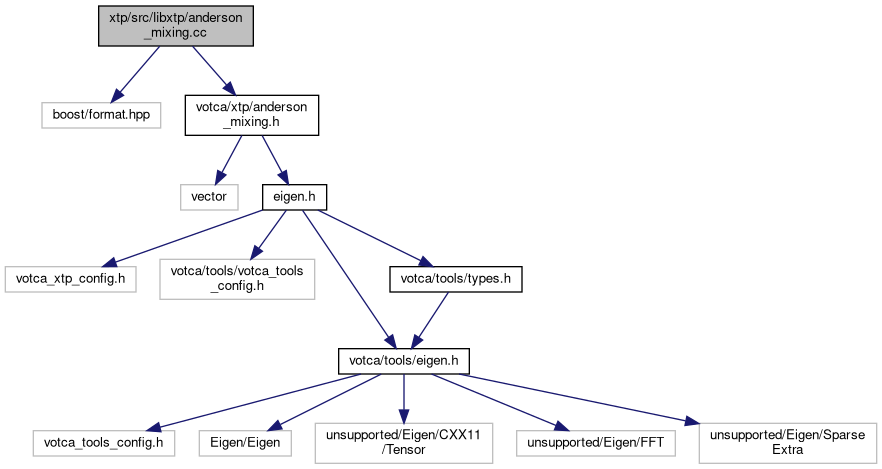 xtp/src/libxtp/anderson
_mixing.cc
boost/format.hpp
votca/xtp/anderson
_mixing.h
vector
eigen.h
votca_xtp_config.h
votca/tools/votca_tools
_config.h
votca/tools/types.h
votca/tools/eigen.h
votca_tools_config.h
Eigen/Eigen
unsupported/Eigen/CXX11
/Tensor
unsupported/Eigen/FFT
unsupported/Eigen/Sparse
Extra